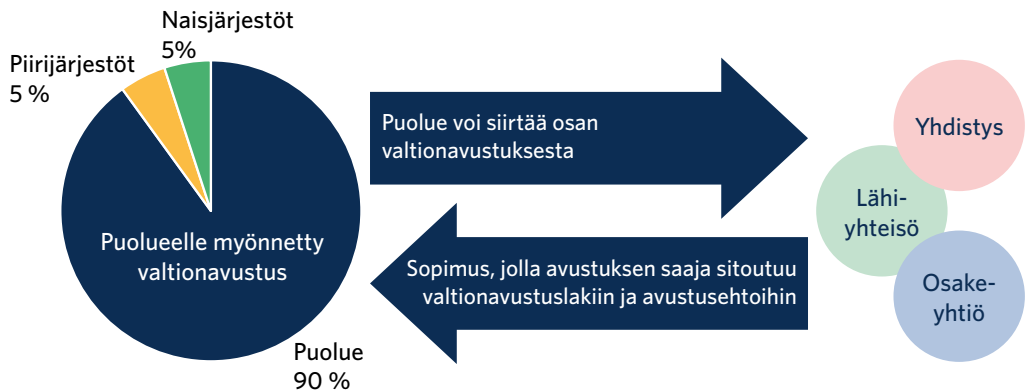 Naisjärjestöt
5%
Piirijärjestöt
5 %
Puolueelle myönnetty
valtionavustus
Puolue
90 %
Puolue voi siirtää osan
valtionavustuksesta
Sopimus, jolla avustuksen saaja sitoutuu
valtionavustuslakiin ja avustusehtoihin
Yhdistys
Lähi-
yhteisö
Osake-
yhtiö